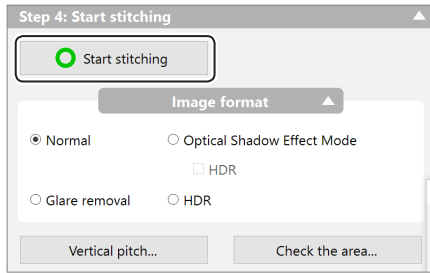 Step 4: Start stitching
Start stitching
Image format
Normal
Optical Shadow Effect Mode
HDR
Glare removal
HDR
Vertical pitch...
Check the area...